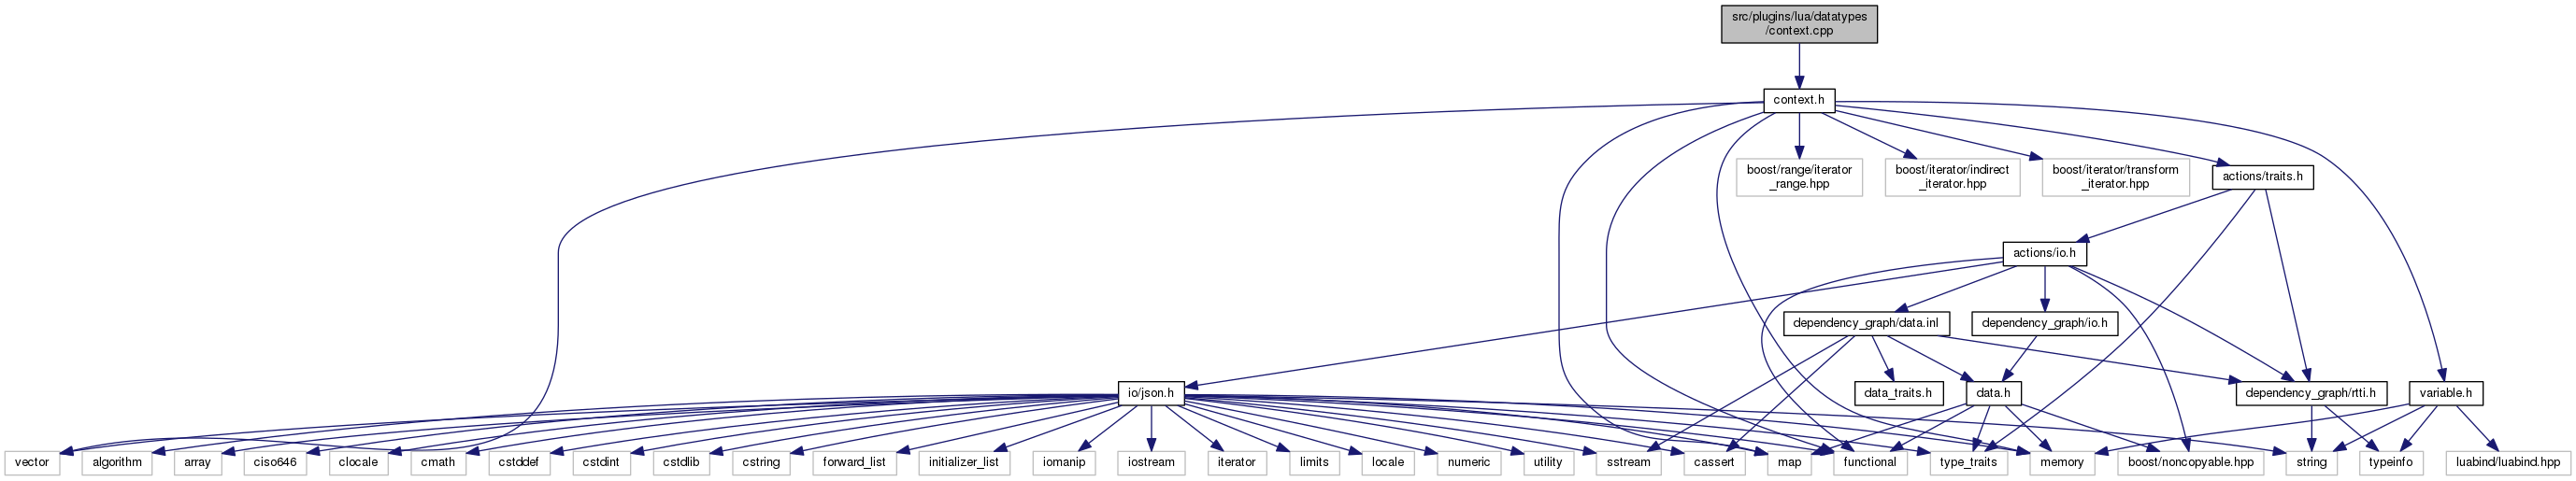 src/plugins/lua/datatypes
/context.cpp
context.h
boost/range/iterator
_range.hpp
boost/iterator/indirect
_iterator.hpp
boost/iterator/transform
_iterator.hpp
actions/traits.h
actions/io.h
dependency_graph/data.inl
dependency_graph/io.h
io/json.h
data_traits.h
data.h
dependency_graph/rtti.h
variable.h
vector
algorithm
array
ciso646
clocale
cmath
cstddef
cstdint
cstdlib
cstring
forward_list
initializer_list
iomanip
iostream
iterator
limits
locale
numeric
utility
sstream
cassert
map
functional
type_traits
memory
boost/noncopyable.hpp
string
typeinfo
luabind/luabind.hpp